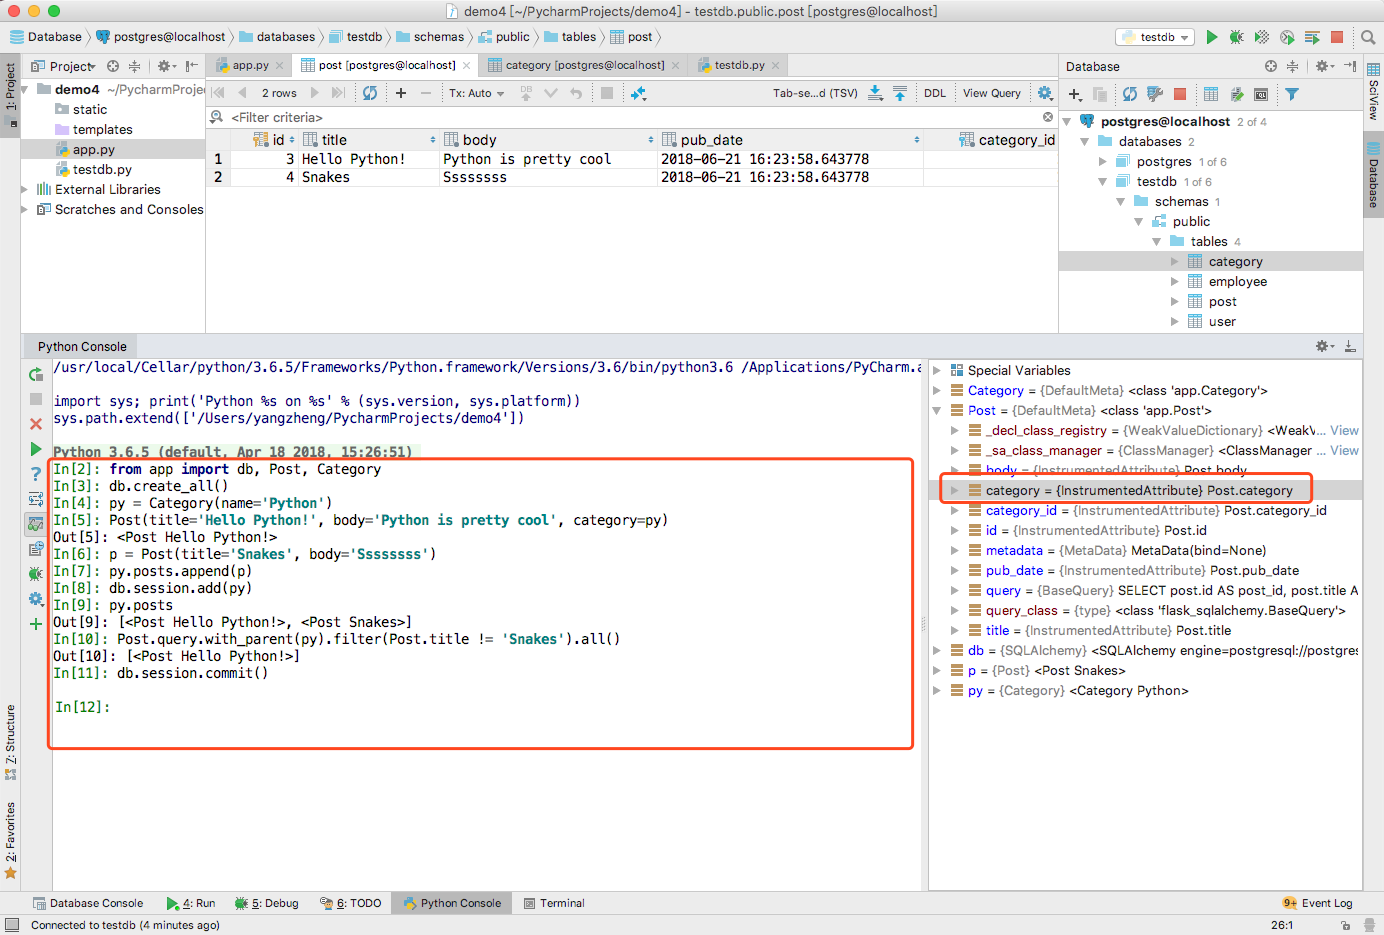 demo4 [~/PycharmProjects/demo4] - testdb.public.post [postgres@localhost]
Database postgres@localhost databases testdb schemas public tables post testdb
1: Project
Project
demo4 ~/PycharmProje
static
templates
app.py
testdb.py
External Libraries
Scratches and Consoles
app.py post [postgres@localhost] category [postgres@localhost] testdb.py
2 rows Tx: Auto DB Tab-se...d (TSV) DDL View Query
<Filter criteria>
id title body pub_date category_id
1 3 Hello Python! Python is pretty cool 2018-06-21 16:23:58.643778
2 4 Snakes Ssssssss 2018-06-21 16:23:58.643778
Database
postgres@localhost 2 of 4
databases 2
postgres 1 of 6
testdb 1 of 6
schemas 1
public
tables 4
category
employee
post
user
SciView
Database
Python Console
/usr/local/Cellar/python/3.6.5/Frameworks/Python.framework/Versions/3.6/bin/python3.6 /Applications/PyCharm.a
import sys; print('Python %s on %s' % (sys.version, sys.platform))
sys.path.extend(['/Users/yangzheng/PycharmProjects/demo4'])
Python 3.6.5 (default, Apr 18 2018, 15:26:51)
In[2]: from app import db, Post, Category
In[3]: db.create_all()
In[4]: py = Category(name='Python')
In[5]: Post(title='Hello Python!', body='Python is pretty cool', category=py)
Out[5]: <Post Hello Python!>
In[6]: p = Post(title='Snakes', body='Ssssssss')
In[7]: py.posts.append(p)
In[8]: db.session.add(py)
In[9]: py.posts
Out[9]: [<Post Hello Python!>, <Post Snakes>]
In[10]: Post.query.with_parent(py).filter(Post.title != 'Snakes').all()
Out[10]: [<Post Hello Python!>]
In[11]: db.session.commit()
In[12]:
Special Variables
Category = {DefaultMeta} <class 'app.Category'>
Post = {DefaultMeta} <class 'app.Post'>
_decl_class_registry = {WeakValueDictionary} <WeakV... View
_sa_class_manager = {ClassManager} <ClassManager ... View
body = {InstrumentedAttribute} Post.body
category = {InstrumentedAttribute} Post.category
category_id = {InstrumentedAttribute} Post.category_id
id = {InstrumentedAttribute} Post.id
metadata = {MetaData} MetaData(bind=None)
pub_date = {InstrumentedAttribute} Post.pub_date
query = {BaseQuery} SELECT post.id AS post_id, post.title A
query_class = {type} <class 'flask_sqlalchemy.BaseQuery'>
title = {InstrumentedAttribute} Post.title
db = {SQLAlchemy} <SQLAlchemy engine=postgresql://postgres
p = {Post} <Post Snakes>
py = {Category} <Category Python>
7: Structure
2: Favorites
Database Console 4: Run 5: Debug 6: TODO Python Console Terminal 9+ Event Log
Connected to testdb (4 minutes ago) 26:1